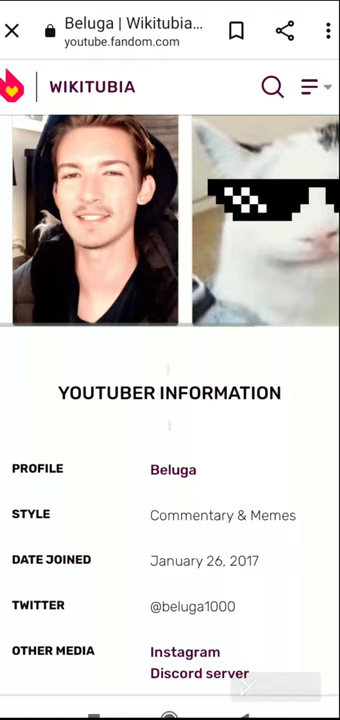 Beluga | Wikitubia...
youtube.fandom.com
WIKITUBIA
YOUTUBER INFORMATION
PROFILE Beluga
STYLE Commentary & Memes
DATE JOINED January 26, 2017
TWITTER @beluga1000
OTHER MEDIA Instagram
Discord server